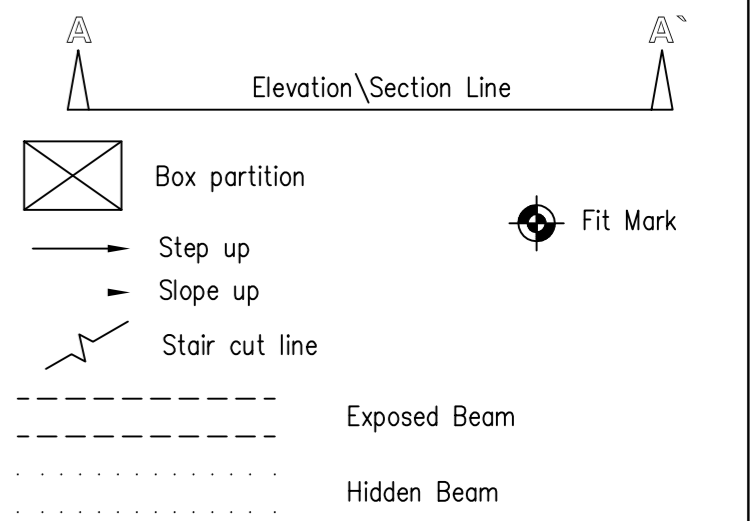 A A`
Elevation\Section Line
Box partition
Fit Mark
Step up
Slope up
Stair cut line
Exposed Beam
Hidden Beam